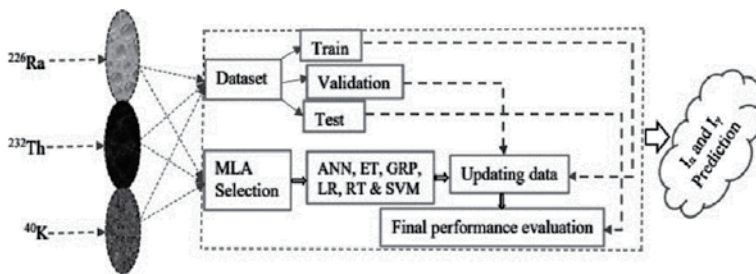 ²²⁶Ra
²³²Th
⁴⁰K
Dataset
Train
Validation
Test
MLA
Selection
ANN, ET, GRP,
LR, RT & SVM
Updating data
Final performance evaluation
Iα and Iγ
Prediction